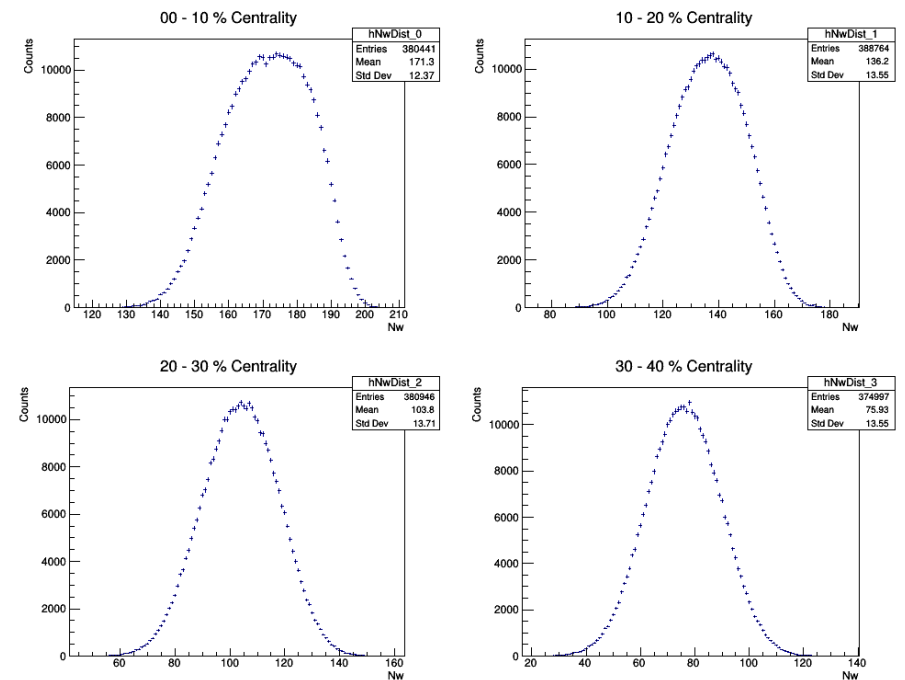 00 - 10 % Centrality
hNwDist_0
Entries 380441
Mean 171.3
Std Dev 12.37
Counts
10000
8000
6000
4000
2000
0
120 130 140 150 160 170 180 190 200 210
Nw
10 - 20 % Centrality
hNwDist_1
Entries 388764
Mean 136.2
Std Dev 13.55
Counts
10000
8000
6000
4000
2000
0
80 100 120 140 160 180
Nw
20 - 30 % Centrality
hNwDist_2
Entries 380946
Mean 103.8
Std Dev 13.71
Counts
10000
8000
6000
4000
2000
0
60 80 100 120 140 160
Nw
30 - 40 % Centrality
hNwDist_3
Entries 374997
Mean 75.93
Std Dev 13.55
Counts
10000
8000
6000
4000
2000
0
20 40 60 80 100 120 140
Nw